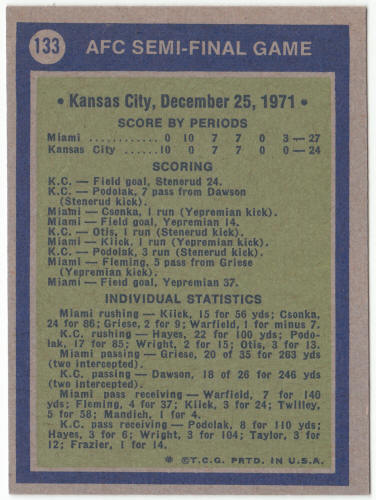 133
AFC SEMI-FINAL GAME
• Kansas City, December 25, 1971 •
SCORE BY PERIODS
Miami ........... 0 10 7 7 0 3 — 27
Kansas City ......10 0 7 7 0 0 — 24
SCORING
K.C. — Field goal, Stenerud 24.
K.C. — Podolak, 7 pass from Dawson
(Stenerud kick).
Miami — Csonka, 1 run (Yepremian kick).
Miami — Field goal, Yepremian 14.
K.C. — Otis, 1 run (Stenerud kick).
Miami — Kiick, 1 run (Yepremian kick).
K.C. — Podolak, 3 run (Stenerud kick).
Miami — Fleming, 5 pass from Griese
(Yepremian kick).
Miami — Field goal, Yepremian 37.
INDIVIDUAL STATISTICS
Miami rushing — Kiick, 15 for 56 yds; Csonka,
24 for 86; Griese, 2 for 9; Warfield, 1 for minus 7.
K.C. rushing — Hayes, 22 for 100 yds; Podo-
lak, 17 for 85; Wright, 2 for 15; Otis, 3 for 13.
Miami passing — Griese, 20 of 35 for 263 yds
(two intercepted).
K.C. passing — Dawson, 18 of 26 for 246 yds
(two intercepted).
Miami pass receiving — Warfield, 7 for 140
yds; Fleming, 4 for 37; Kiick, 3 for 24; Twilley,
5 for 58; Mandich, 1 for 4.
K.C. pass receiving — Podolak, 8 for 110 yds;
Hayes, 3 for 6; Wright, 3 for 104; Taylor, 3 for
12; Frazier, 1 for 14.
* ©T.C.G. PRTD. IN U.S.A.